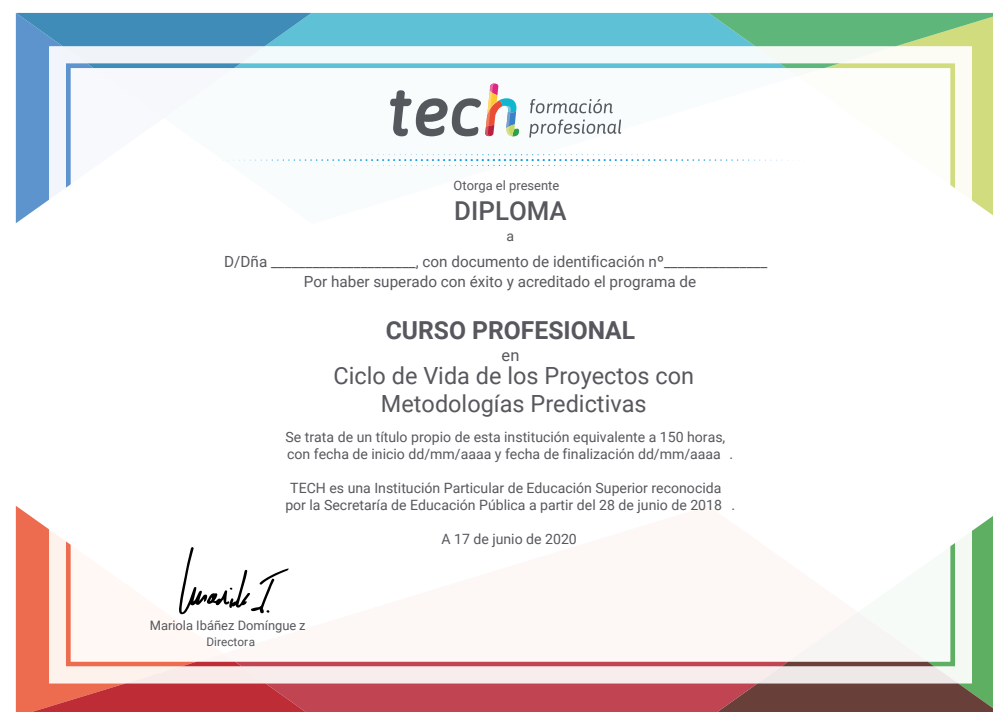 tech formación
profesional
Otorga el presente
DIPLOMA
a
D/Dña _____________________, con documento de identificación nº_______________
Por haber superado con éxito y acreditado el programa de
CURSO PROFESIONAL
en
Ciclo de Vida de los Proyectos con
Metodologías Predictivas
Se trata de un título propio de esta institución equivalente a 150 horas,
con fecha de inicio dd/mm/aaaa y fecha de finalización dd/mm/aaaa .
TECH es una Institución Particular de Educación Superior reconocida
por la Secretaría de Educación Pública a partir del 28 de junio de 2018 .
A 17 de junio de 2020
Mariola I.
Mariola Ibáñez Domíngue z
Directora